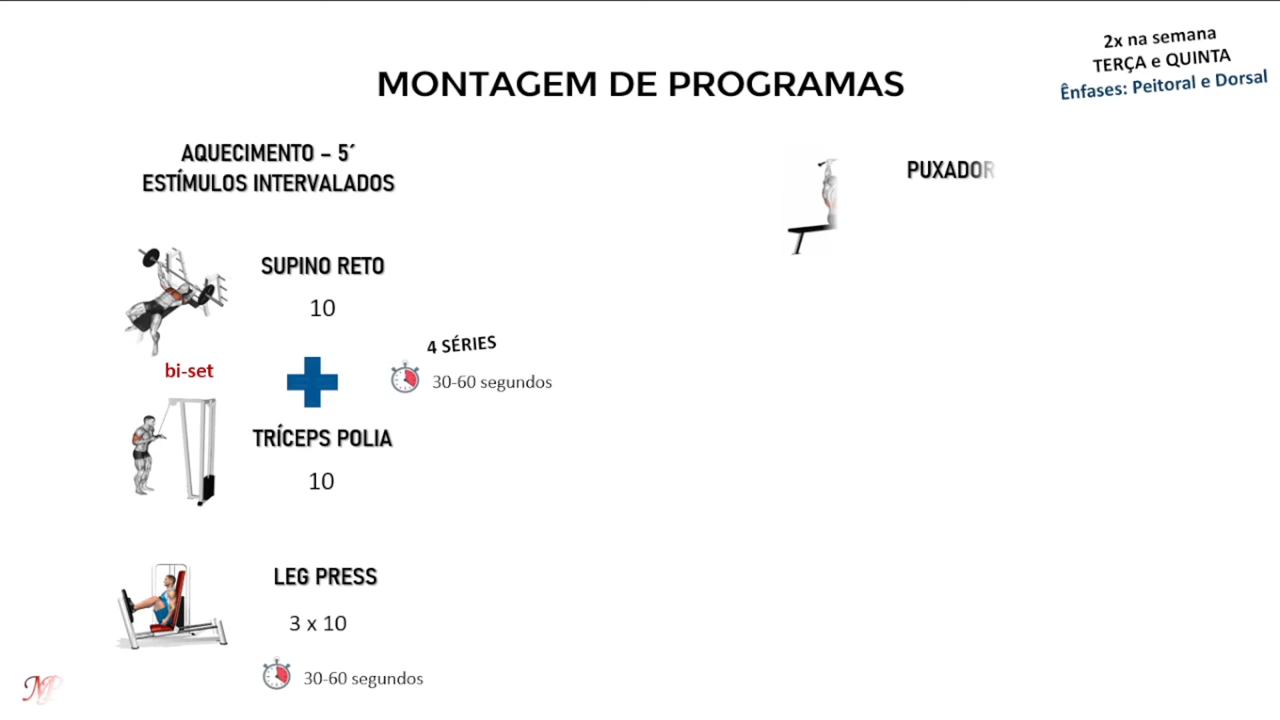 2x na semana
TERÇA e QUINTA
Ênfases: Peitoral e Dorsal
MONTAGEM DE PROGRAMAS
AQUECIMENTO – 5´
ESTÍMULOS INTERVALADOS
SUPINO RETO
10
bi-set
4 SÉRIES
30-60 segundos
TRÍCEPS POLIA
10
LEG PRESS
3 x 10
30-60 segundos
PUXADOR
MP